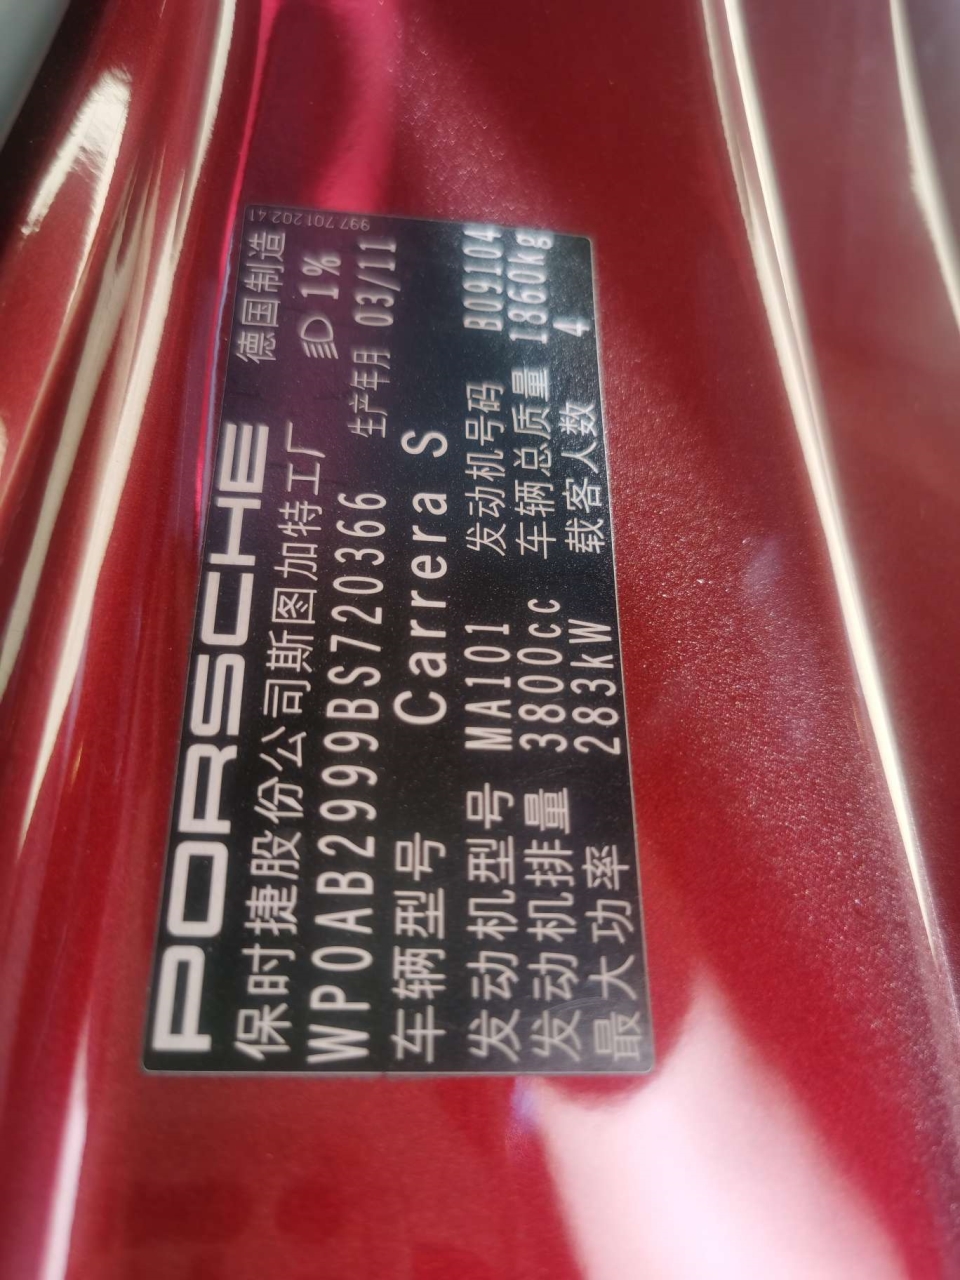 997.701.202.41
PORSCHE 德国制造
保时捷股份公司斯图加特工厂 1%
WP0AB2999BS720366 生产年月 03/11
车辆型号 Carrera S
发动机型号 MA101 发动机号码 B09104
发动机排量 3800cc 车辆总质量 1860kg
最大功率 283kW 载客人数 4